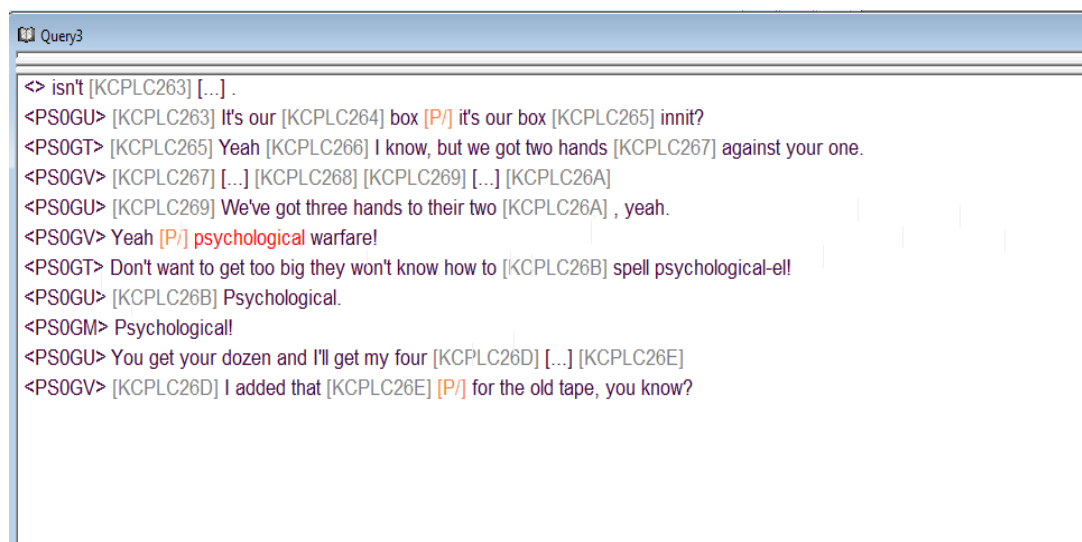 Query3
<> isn't [KCPLC263] [...] .
<PS0GU> [KCPLC263] It's our [KCPLC264] box [P/] it's our box [KCPLC265] innit?
<PS0GT> [KCPLC265] Yeah [KCPLC266] I know, but we got two hands [KCPLC267] against your one.
<PS0GV> [KCPLC267] [...] [KCPLC268] [KCPLC269] [...] [KCPLC26A]
<PS0GU> [KCPLC269] We've got three hands to their two [KCPLC26A] , yeah.
<PS0GV> Yeah [P/] psychological warfare!
<PS0GT> Don't want to get too big they won't know how to [KCPLC26B] spell psychological-el!
<PS0GU> [KCPLC26B] Psychological.
<PS0GM> Psychological!
<PS0GU> You get your dozen and I'll get my four [KCPLC26D] [...] [KCPLC26E]
<PS0GV> [KCPLC26D] I added that [KCPLC26E] [P/] for the old tape, you know?